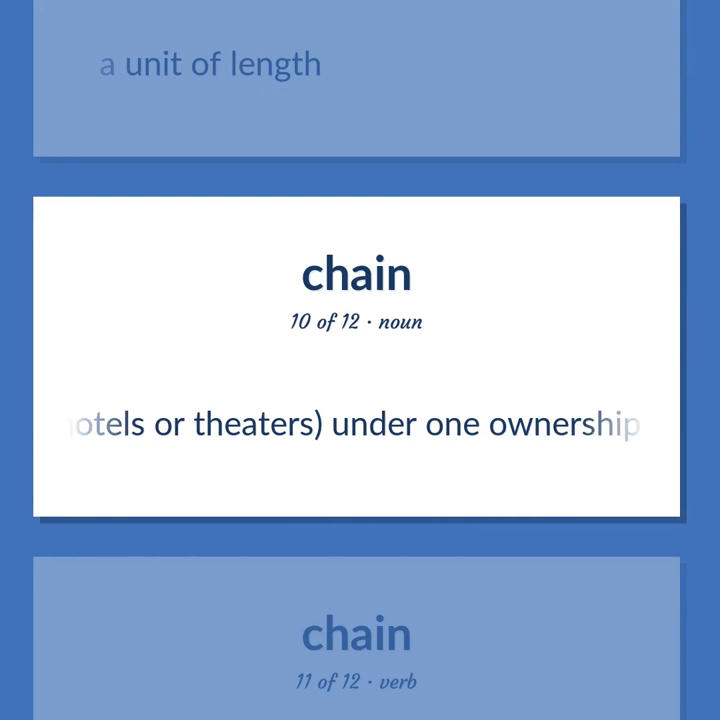 a unit of length
chain
10 of 12 · noun
otels or theaters) under one ownership
chain
11 of 12 · verb